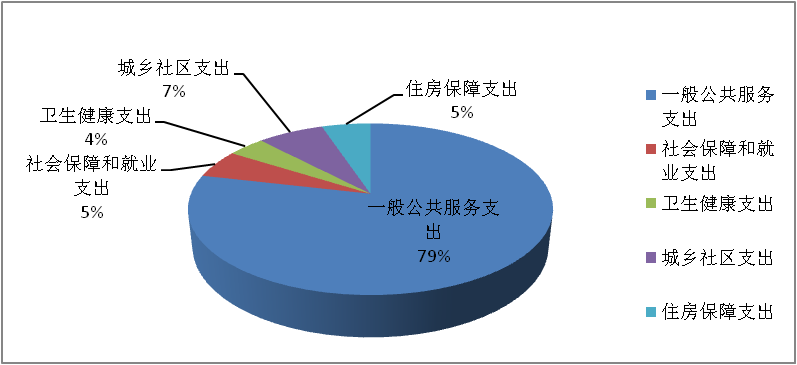 城乡社区支出
7%
住房保障支出
5%
卫生健康支出
4%
社会保障和就业
支出
5%
一般公共服务支
出
79%
一般公共服务
支出
社会保障和就
业支出
卫生健康支出
城乡社区支出
住房保障支出